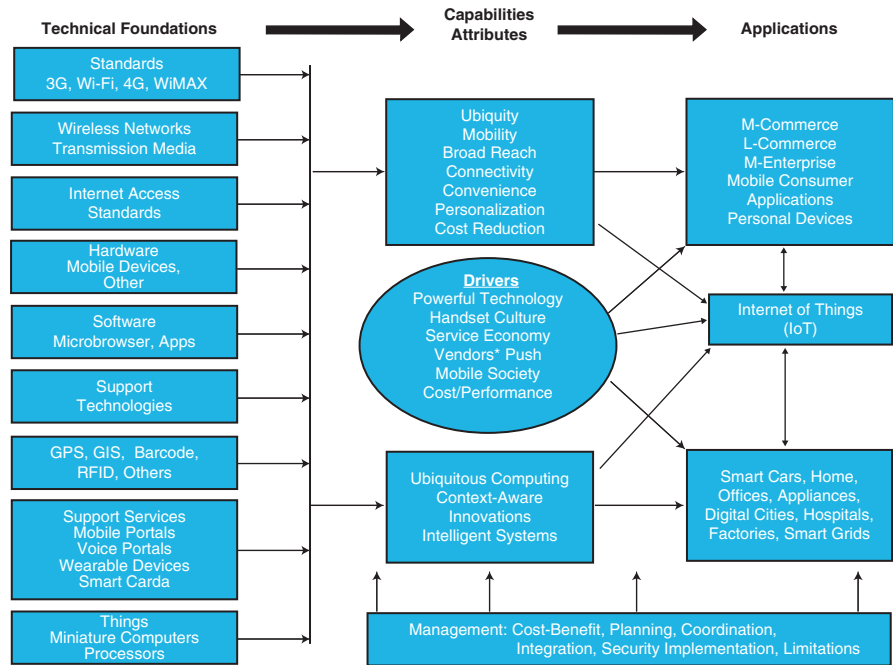 Technical Foundations
Capabilities
Attributes
Applications
Standards
3G, Wi-Fi, 4G, WiMAX
Wireless Networks
Transmission Media
Internet Access
Standards
Hardware
Mobile Devices,
Other
Software
Microbrowser, Apps
Support
Technologies
GPS, GIS, Barcode,
RFID, Others
Support Services
Mobile Portals
Voice Portals
Wearable Devices
Smart Carda
Things
Miniature Computers
Processors
Ubiquity
Mobility
Broad Reach
Connectivity
Convenience
Personalization
Cost Reduction
Drivers
Powerful Technology
Handset Culture
Service Economy
Vendors* Push
Mobile Society
Cost/Performance
Ubiquitous Computing
Context-Aware
Innovations
Intelligent Systems
M-Commerce
L-Commerce
M-Enterprise
Mobile Consumer
Applications
Personal Devices
Internet of Things
(IoT)
Smart Cars, Home,
Offices, Appliances,
Digital Cities, Hospitals,
Factories, Smart Grids
Management: Cost-Benefit, Planning, Coordination,
Integration, Security Implementation, Limitations